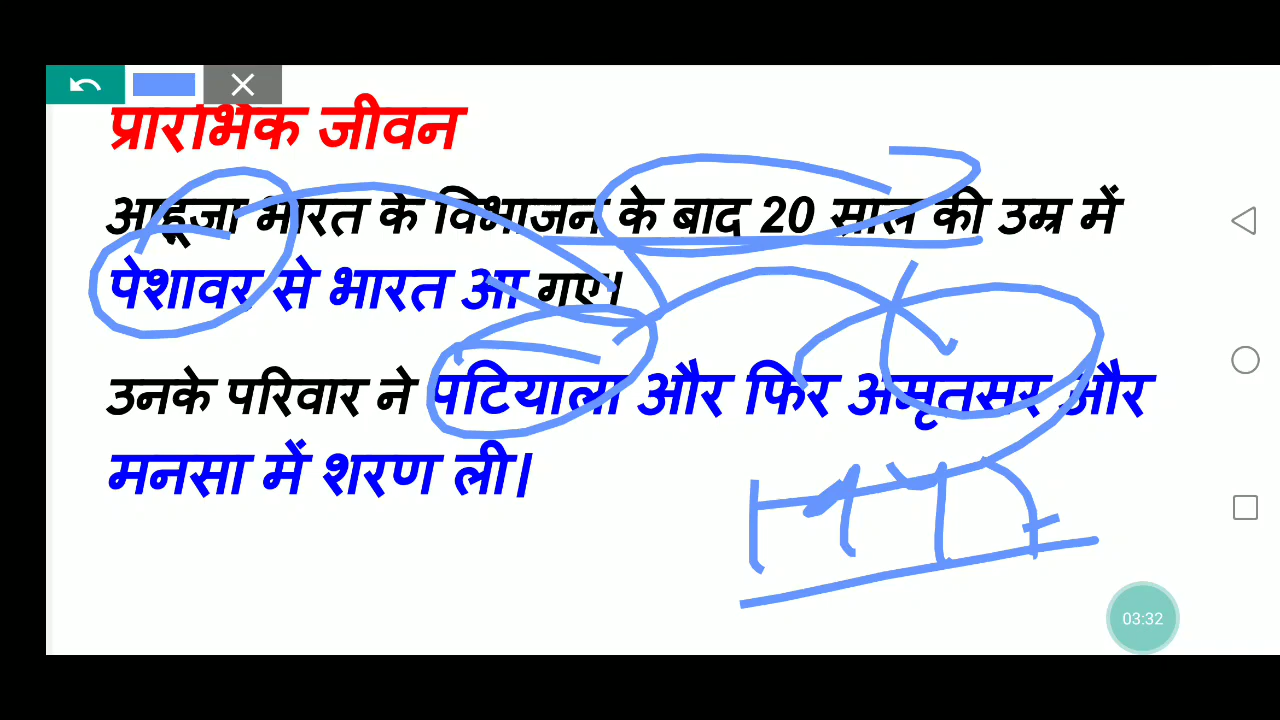 प्रारंभिक जीवन
आहूजा भारत के विभाजन के बाद 20 साल की उम्र में
पेशावर से भारत आ गए।
उनके परिवार ने पटियाला और फिर अमृतसर और
मनसा में शरण ली।
1947
03:32